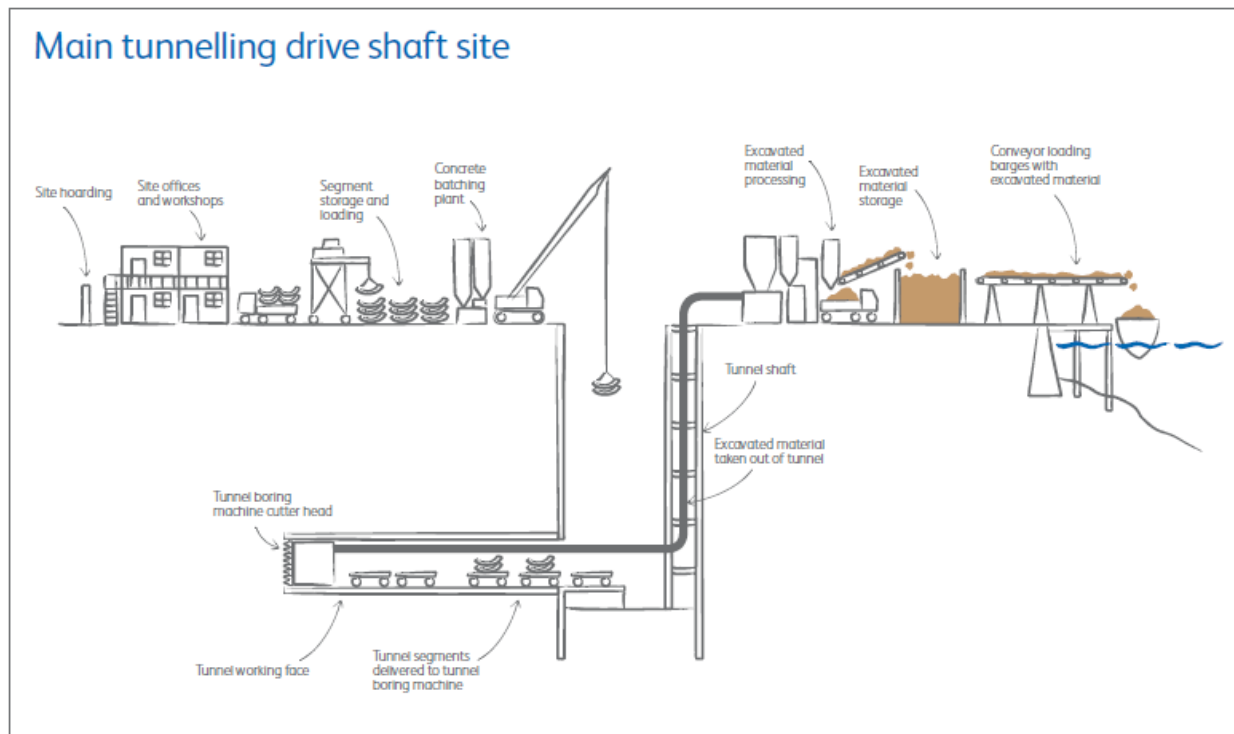 Main tunnelling drive shaft site
Site hoarding
Site offices
and workshops
Segment
storage and
loading
Concrete
batching
plant
Excavated
material
processing
Excavated
material
storage
Conveyor loading
barges with
excavated material
Tunnel shaft
Excavated material
taken out of tunnel
Tunnel boring
machine cutter head
Tunnel working face
Tunnel segments
delivered to tunnel
boring machine